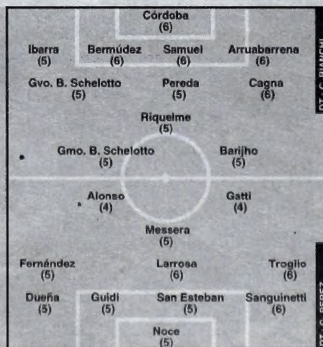 Córdoba
(6)
Ibarra Bermúdez Samuel Arruabarrena
(5) (6) (6) (6)
Gvo. B. Schelotto Pereda Cagna
(5) (5) (6)
DT: C. BIANCHI
Riquelme
(5)
Gmo. B. Schelotto Barijho
(5) (5)
Alonso Gatti
(4) (4)
Messera
(5)
Fernández Larrosa Troglio
(5) (6) (6)
Dueña Guidi San Esteban Sanguinetti
(5) (5) (5) (6)
DT: G. PEREZ
Noce
(5)